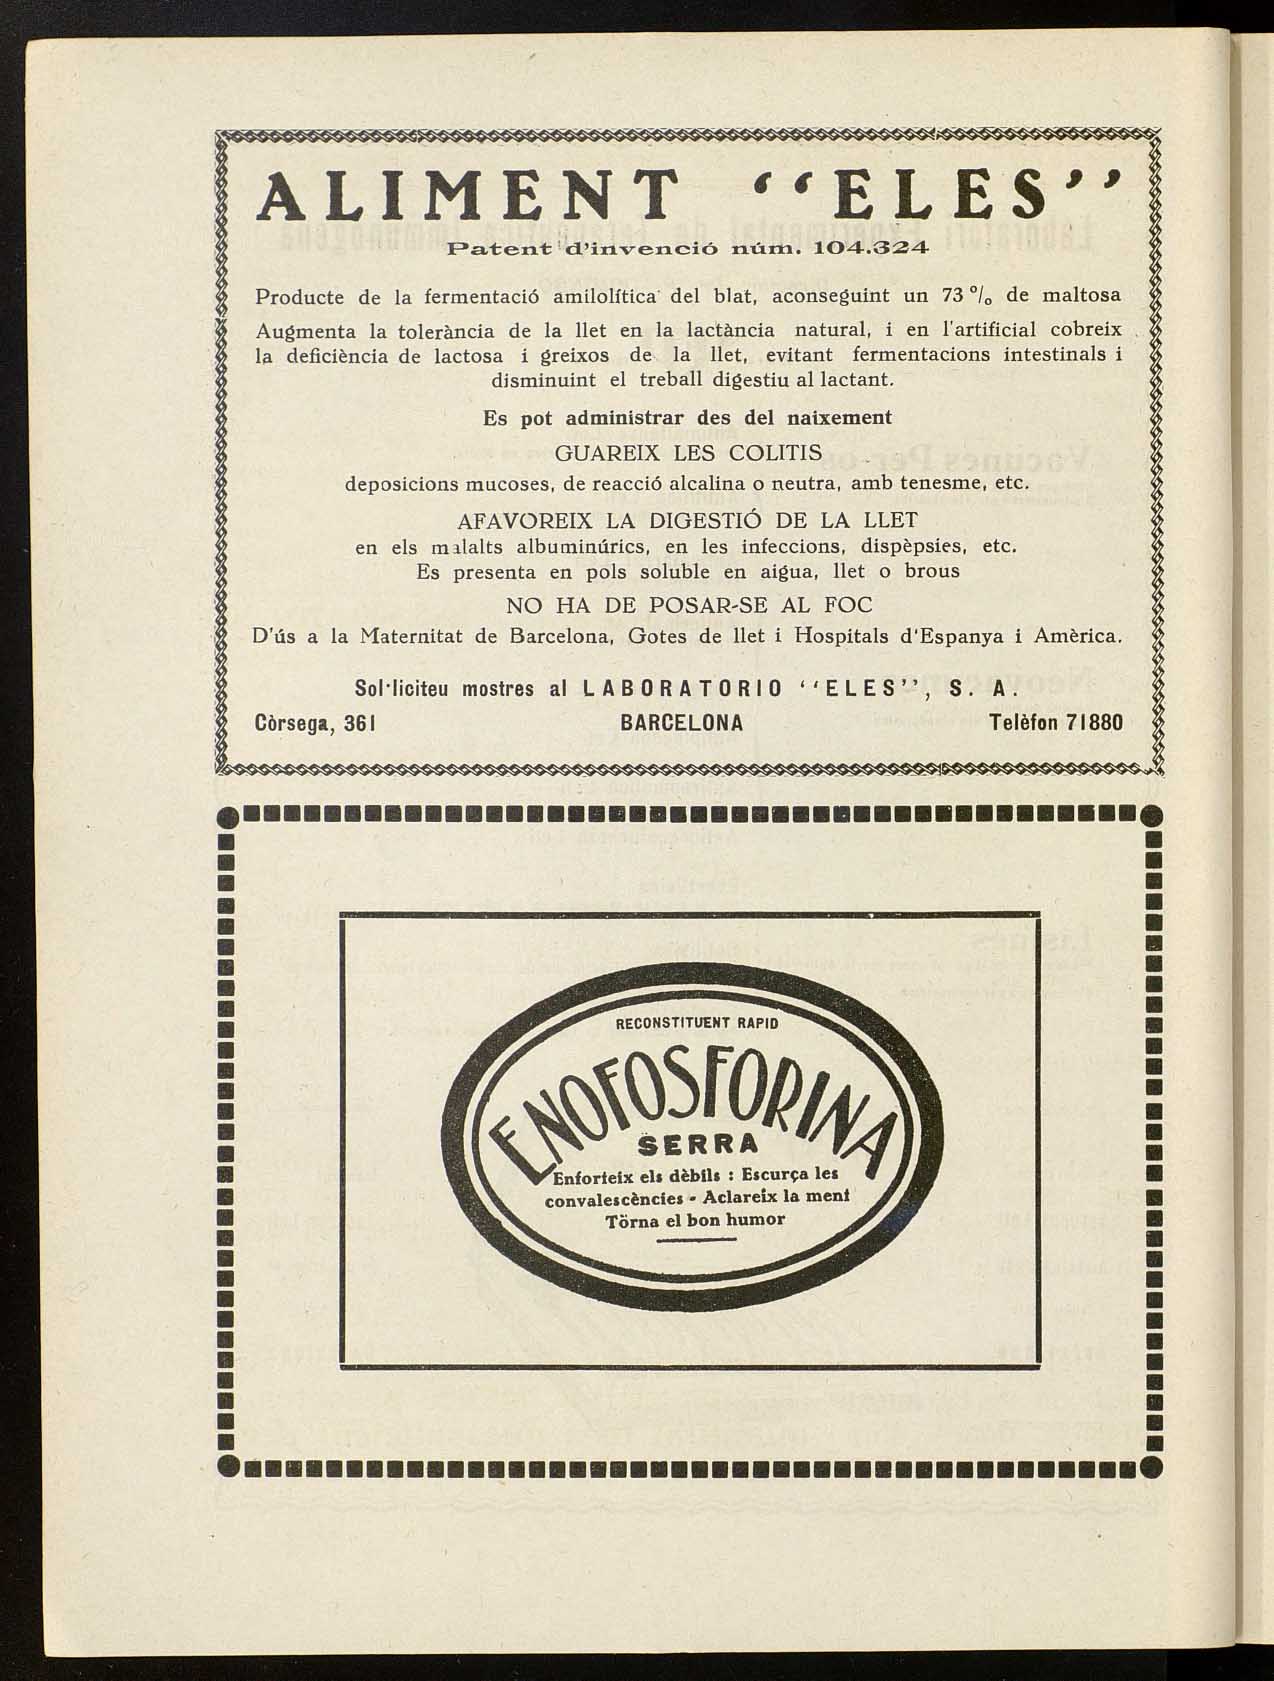 ALIMENT “ELES”
Patent d’invenció núm. 104.324
Producte de la fermentació amilolítica del blat, aconseguint un 73 % de maltosa
Augmenta la tolerància de la llet en la lactància natural, i en l’artificial cobreix
la deficiència de lactosa i greixos de la llet, evitant fermentacions intestinals i
disminuint el treball digestiu al lactant.
Es pot administrar des del naixement
GUAREIX LES COLITIS
deposicions mucoses, de reacció alcalina o neutra, amb tenesme, etc.
AFAVOREIX LA DIGESTIÓ DE LA LLET
en els malalts albuminúrics, en les infeccions, dispèpsies, etc.
Es presenta en pols soluble en aigua, llet o brous
NO HA DE POSAR-SE AL FOC
D’ús a la Maternitat de Barcelona, Gotes de llet i Hospitals d’Espanya i Amèrica.
Sol·liciteu mostres al LABORATORIO “ELES”, S. A.
Còrsega, 361 BARCELONA Telèfon 71880
RECONSTITUENT RAPID
ENOFOSFORINA
SERRA
Enforteix els dèbils : Escurça les
convalescències - Aclareix la ment
Törna el bon humor